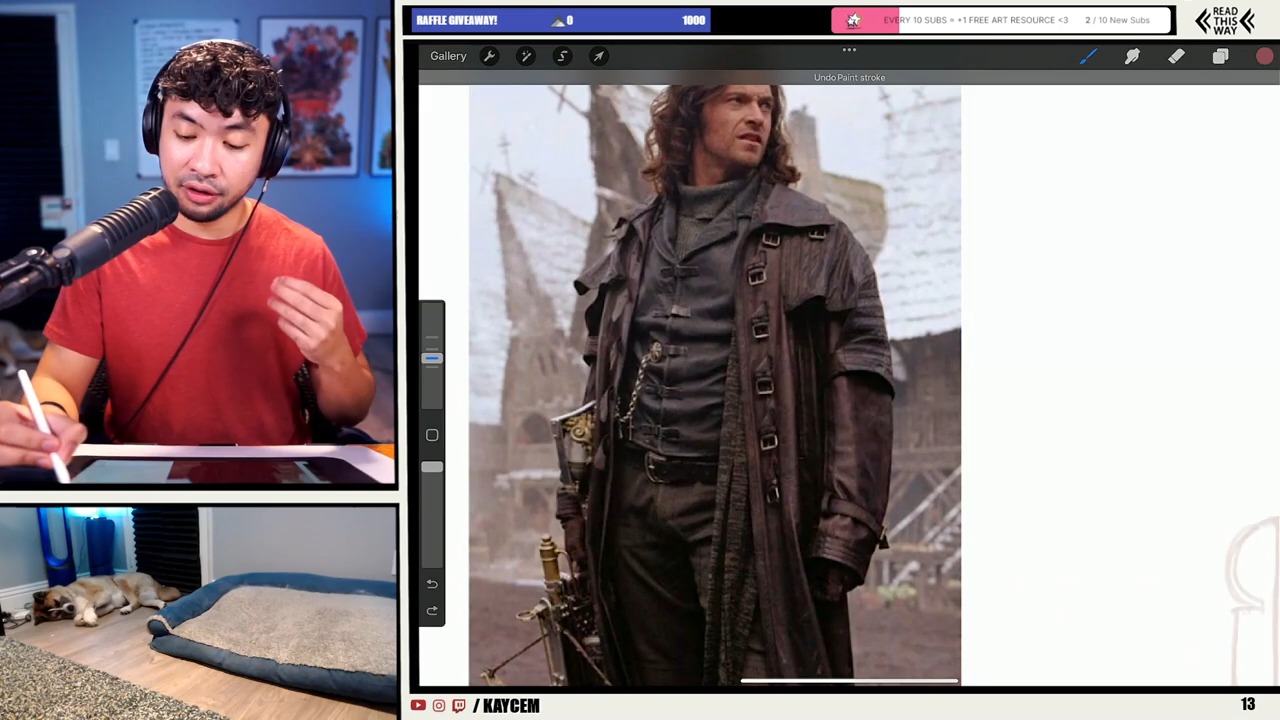 RAFFLE GIVEAWAY! 0 1000
EVERY 10 SUBS = +1 FREE ART RESOURCE <3 2 / 10 New Subs
READ
THIS
WAY
Gallery
Undo Paint stroke
/ KAYCEM
13